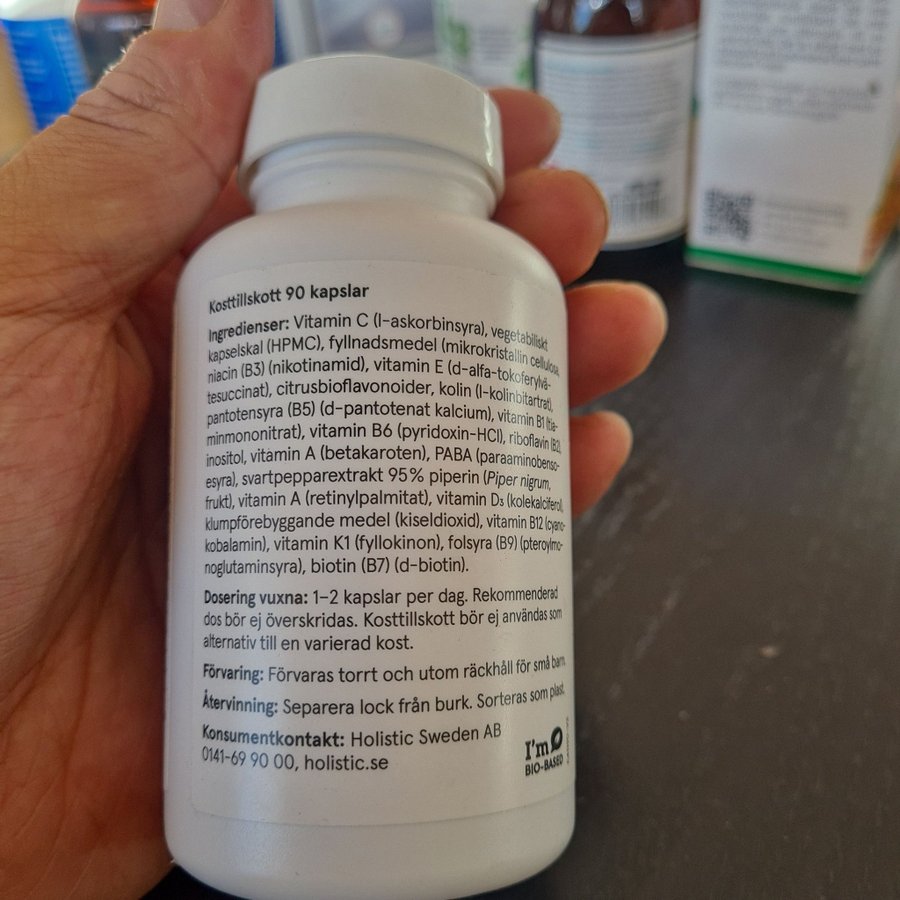 Kosttillskott 90 kapslar
Ingredienser: Vitamin C (l-askorbinsyra), vegetabiliskt
kapselskal (HPMC), fyllnadsmedel (mikrokristallin cellulosa,
niacin (B3) (nikotinamid), vitamin E (d-alfa-tokoferylvä-
tesuccinat), citrusbioflavonoider, kolin (l-kolinbitartrat),
pantotensyra (B5) (d-pantotenat kalcium), vitamin B1 (tia-
minmononitrat), vitamin B6 (pyridoxin-HCl), riboflavin (B2),
inositol, vitamin A (betakaroten), PABA (paraaminobenso-
esyra), svartpepparextrakt 95% piperin (Piper nigrum,
frukt), vitamin A (retinylpalmitat), vitamin D3 (kolekalciferol)
klumpförebyggande medel (kiseldioxid), vitamin B12 (cyano-
kobalamin), vitamin K1 (fyllokinon), folsyra (B9) (pteroylmo-
noglutaminsyra), biotin (B7) (d-biotin).
Dosering vuxna: 1–2 kapslar per dag. Rekommenderad
dos bör ej överskridas. Kosttillskott bör ej användas som
alternativ till en varierad kost.
Förvaring: Förvaras torrt och utom räckhåll för små barn.
Återvinning: Separera lock från burk. Sorteras som plast.
Konsumentkontakt: Holistic Sweden AB
0141-69 90 00, holistic.se
I'm
BIO-BASED